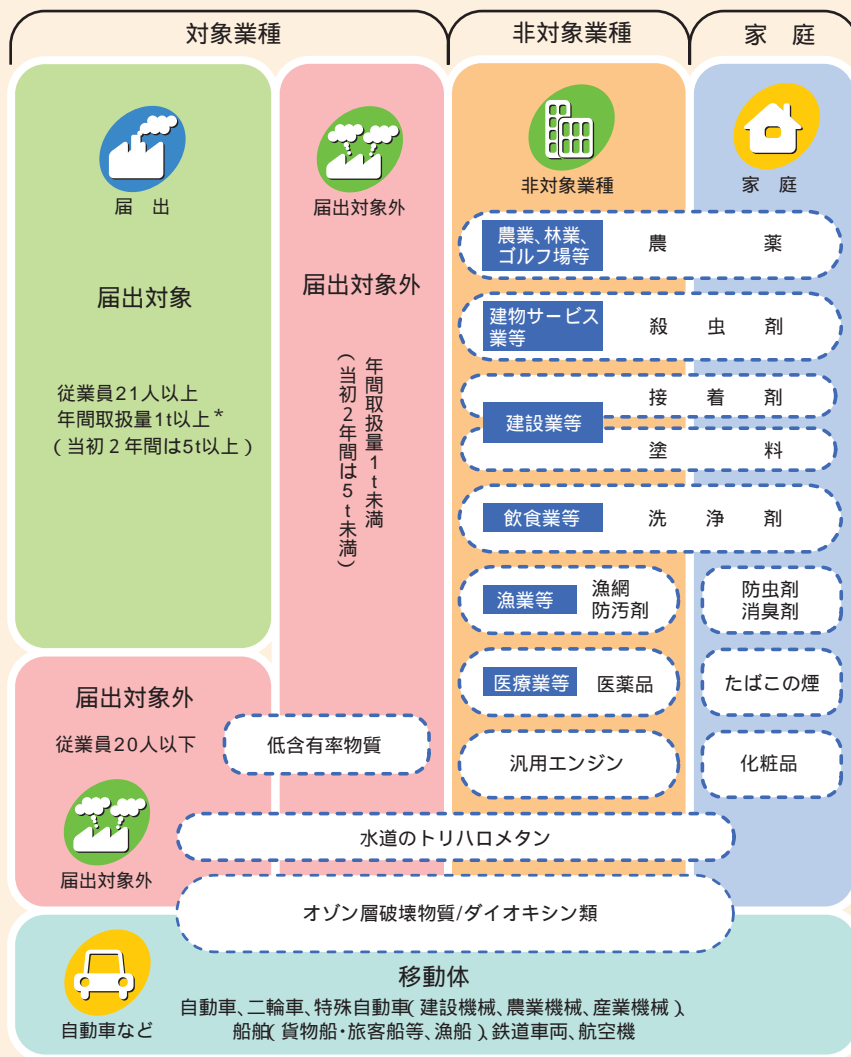 対象業種
非対象業種
家　庭
届　出
届出対象
従業員21人以上
年間取扱量1t以上*
(当初2年間は5t以上)
届出対象外
届出対象外
年間取扱量1t未満
(当初2年間は5t未満)
非対象業種
家　庭
農業、林業、
ゴルフ場等
農　薬
建物サービス
業等
殺　虫　剤
建設業等
接　着　剤
塗　料
飲食業等
洗　浄　剤
漁業等
漁網
防汚剤
防虫剤
消臭剤
医療業等
医薬品
たばこの煙
汎用エンジン
化粧品
届出対象外
従業員20人以下
低含有率物質
届出対象外
水道のトリハロメタン
オゾン層破壊物質/ダイオキシン類
自動車など
移動体
自動車、二輪車、特殊自動車(建設機械、農業機械、産業機械)、
船舶(貨物船・旅客船等、漁船)、鉄道車両、航空機